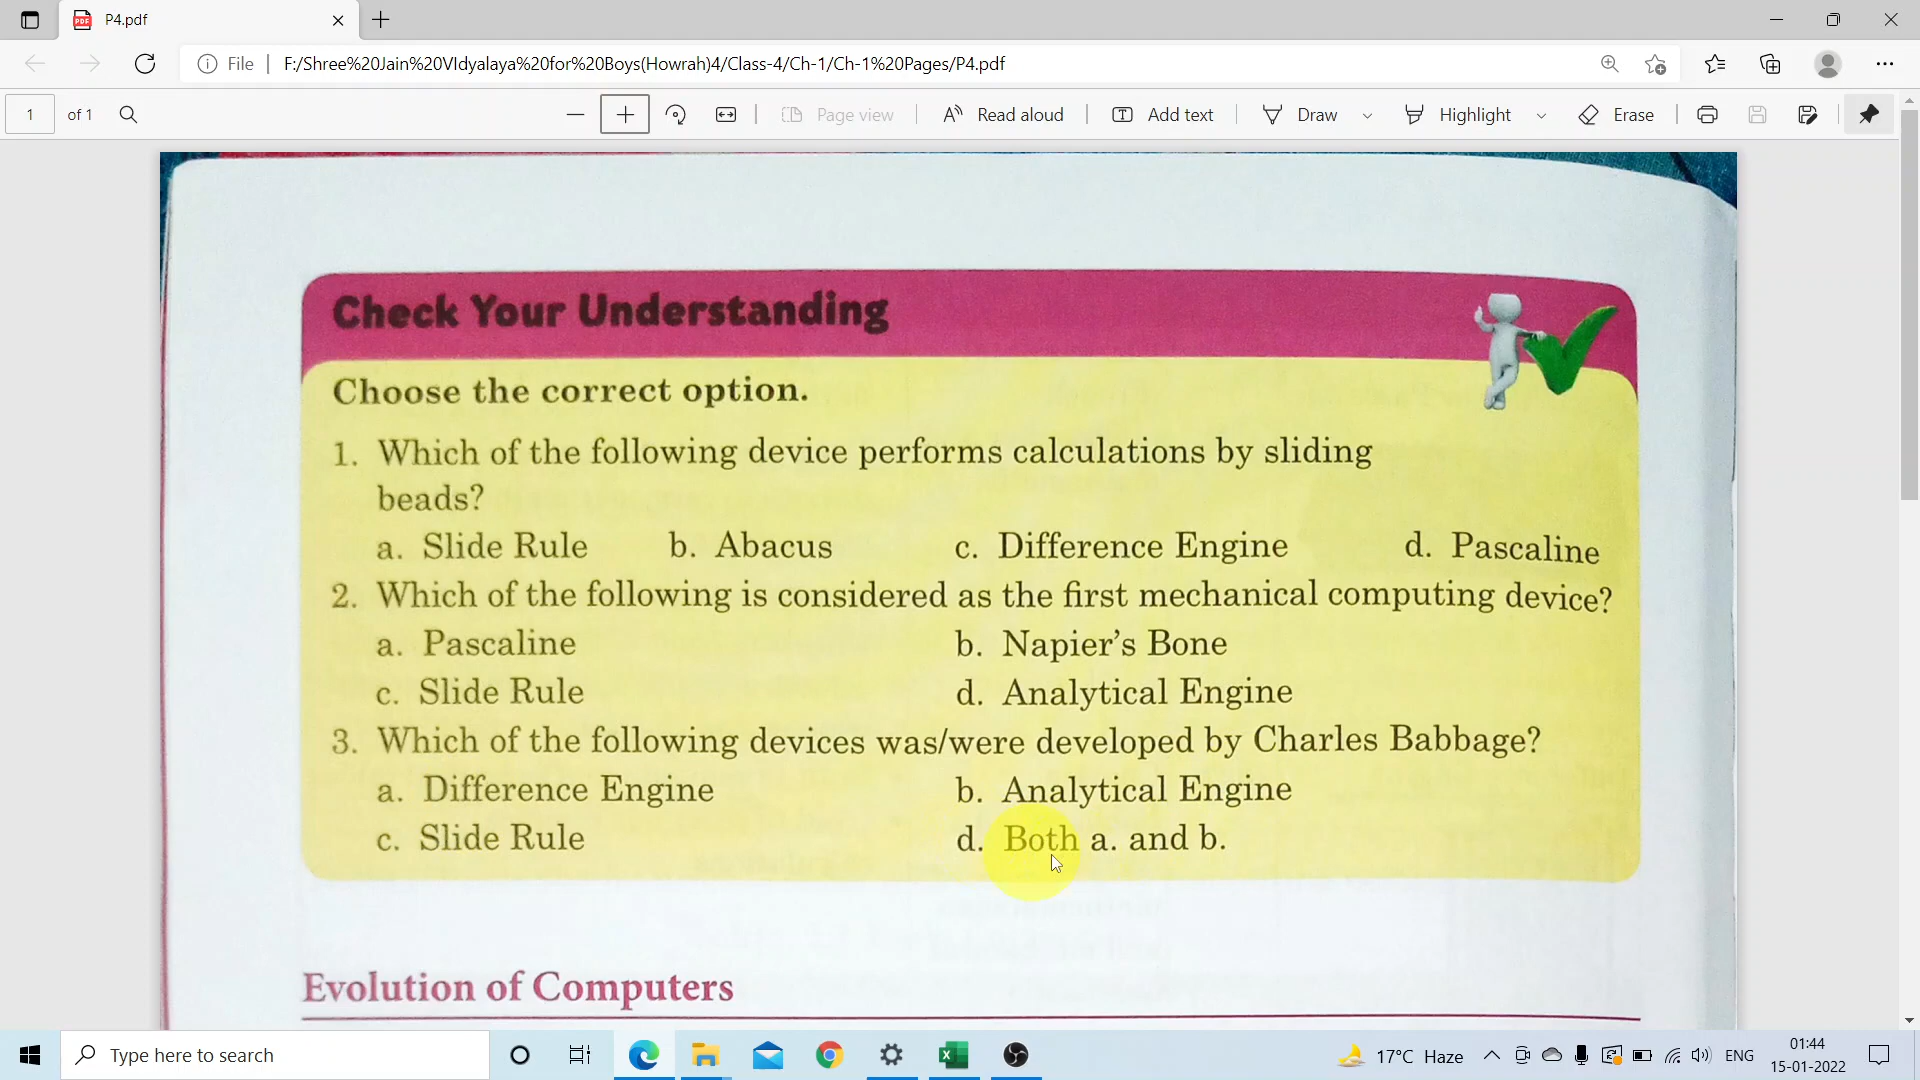 P4.pdf
File
F:/Shree%20Jain%20VIdyalaya%20for%20Boys(Howrah)4/Class-4/Ch-1/Ch-1%20Pages/P4.pdf
1 of 1
Page view
Read aloud
Add text
Draw
Highlight
Erase
Check Your Understanding
Choose the correct option.
1. Which of the following device performs calculations by sliding
beads?
a. Slide Rule b. Abacus c. Difference Engine d. Pascaline
2. Which of the following is considered as the first mechanical computing device?
a. Pascaline b. Napier's Bone
c. Slide Rule d. Analytical Engine
3. Which of the following devices was/were developed by Charles Babbage?
a. Difference Engine b. Analytical Engine
c. Slide Rule d. Both a. and b.
Evolution of Computers
Type here to search
17°C Haze
ENG
01:44
15-01-2022